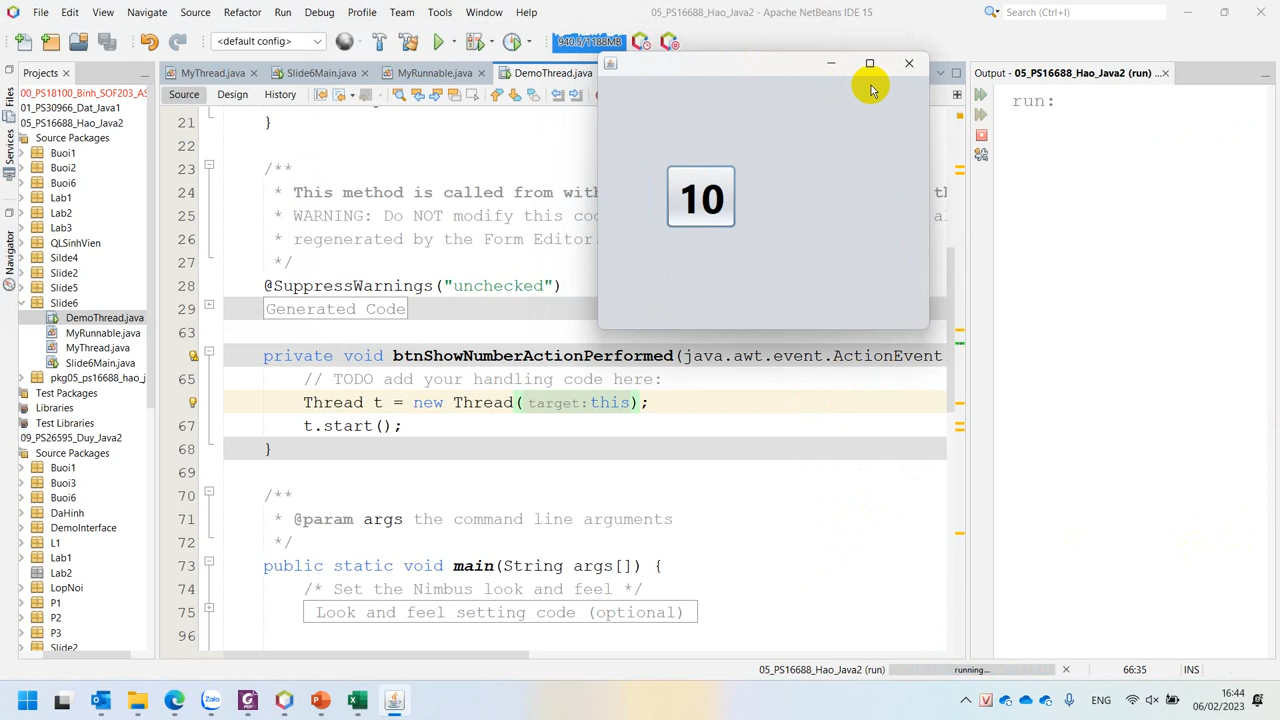 File Edit View Navigate Source Refactor Run Debug Profile Team Tools Window Help
05_PS16688_Hao_Java2 - Apache NetBeans IDE 15
Search (Ctrl+I)
<default config>
940.5/1188MB
Projects
MyThread.java
Slide6Main.java
MyRunnable.java
DemoThread.java
Output - 05_PS16688_Hao_Java2 (run) ...
Source Design History
run:
Files
Services
Navigator
00_PS18100_Binh_SOF203_AS
01_PS30966_Dat_Java1
05_PS16688_Hao_Java2
Source Packages
Buoi1
Buoi2
Buoi6
Lab1
Lab2
Lab3
QLSinhVien
Silde4
Slide2
Slide5
Slide6
DemoThread.java
MyRunnable.java
MyThread.java
Slide6Main.java
pkg05_ps16688_hao_j
Test Packages
Libraries
Test Libraries
09_PS26595_Duy_Java2
Source Packages
Buoi1
Buoi3
Buoi6
DaHinh
DemoInterface
L1
Lab1
Lab2
LopNoi
P1
P2
P3
Slide2
21 }
22
23 /**
24 * This method is called from with
25 * WARNING: Do NOT modify this cod
26 * regenerated by the Form Editor.
27 */
28 @SuppressWarnings("unchecked")
29 Generated Code
63
private void btnShowNumberActionPerformed(java.awt.event.ActionEvent
65 // TODO add your handling code here:
Thread t = new Thread(target:this);
67 t.start();
68 }
69
70 /**
71 * @param args the command line arguments
72 */
73 public static void main(String args[]) {
74 /* Set the Nimbus look and feel */
75 Look and feel setting code (optional)
96
10
05_PS16688_Hao_Java2 (run)
running...
66:35
INS
Zalo
ENG
16:44
06/02/2023